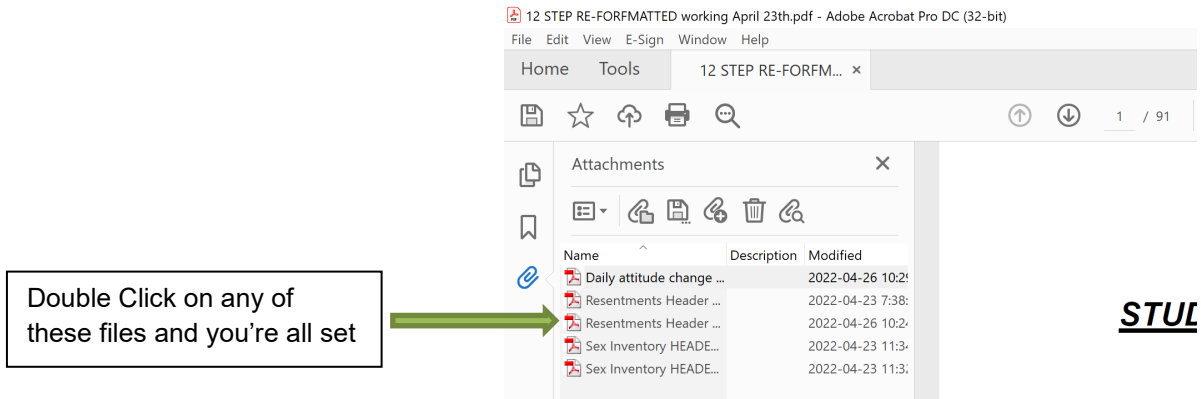 12 STEP RE-FORFMATTED working April 23th.pdf - Adobe Acrobat Pro DC (32-bit)
File Edit View E-Sign Window Help
Home Tools 12 STEP RE-FORFM... ×
1 / 91
Attachments
Name Description Modified
Daily attitude change ... 2022-04-26 10:29
Resentments Header ... 2022-04-23 7:38:
Resentments Header ... 2022-04-26 10:24
Sex Inventory HEADE... 2022-04-23 11:34
Sex Inventory HEADE... 2022-04-23 11:32
Double Click on any of
these files and you’re all set
STUD